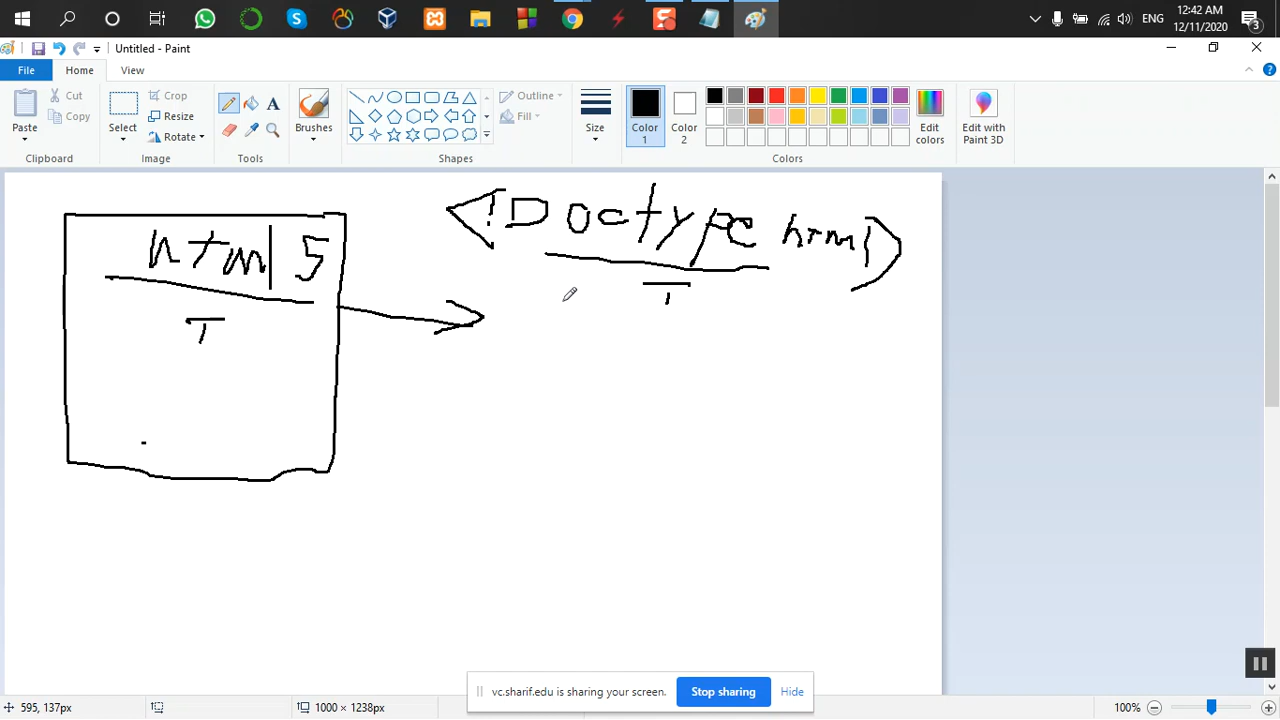 12:42 AM
ENG
12/11/2020
3
Untitled - Paint
File
Home
View
Paste
Cut
Copy
Clipboard
Select
Crop
Resize
Rotate
Image
A
Tools
Brushes
Outline
Fill
Shapes
Size
Color
1
Color
2
Edit
colors
Edit with
Paint 3D
Colors
<!Doctype html>
html 5
vc.sharif.edu is sharing your screen.
Stop sharing
Hide
595, 137px
1000 × 1238px
100%